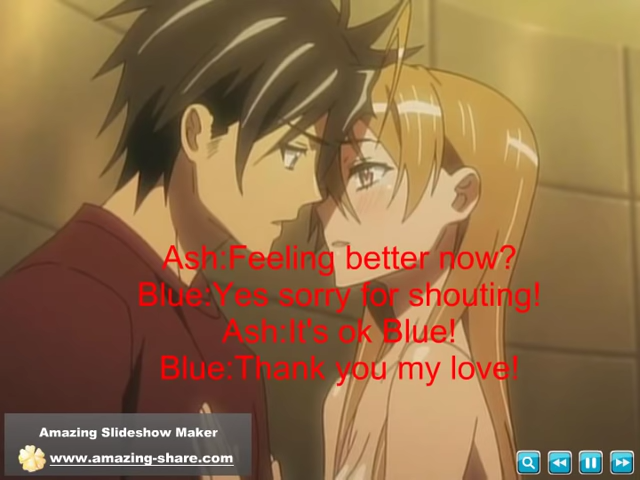 Ash:Feeling better now?
Blue:Yes sorry for shouting!
Ash:It's ok Blue!
Blue:Thank you my love!
Amazing Slideshow Maker
www.amazing-share.com